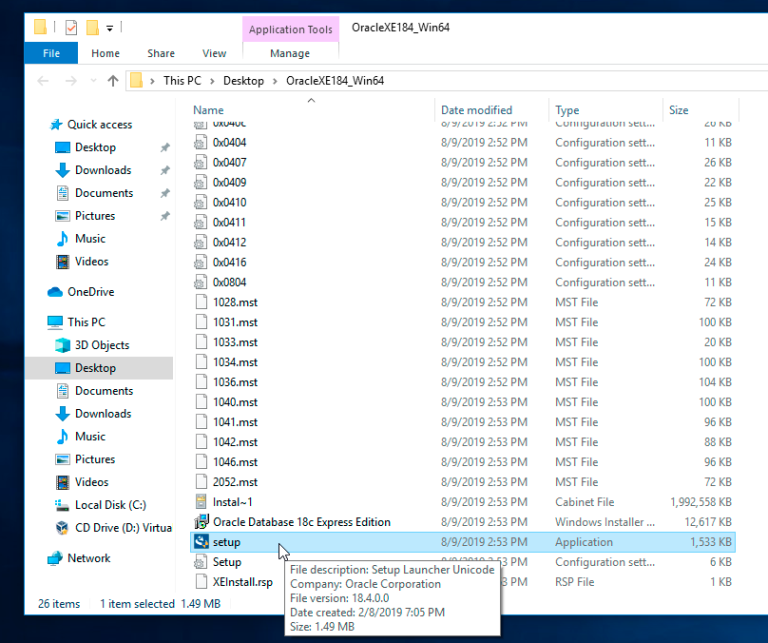 Application Tools OracleXE184_Win64
File Home Share View Manage
This PC > Desktop > OracleXE184_Win64
Name Date modified Type Size
Quick access
Desktop
Downloads
Documents
Pictures
Music
Videos
OneDrive
This PC
3D Objects
Desktop
Documents
Downloads
Music
Pictures
Videos
Local Disk (C:)
CD Drive (D:) Virtua
Network
0x040c 8/9/2019 2:52 PM Configuration sett... 26 KB
0x0404 8/9/2019 2:52 PM Configuration sett... 11 KB
0x0407 8/9/2019 2:52 PM Configuration sett... 26 KB
0x0409 8/9/2019 2:52 PM Configuration sett... 22 KB
0x0410 8/9/2019 2:52 PM Configuration sett... 25 KB
0x0411 8/9/2019 2:52 PM Configuration sett... 15 KB
0x0412 8/9/2019 2:52 PM Configuration sett... 14 KB
0x0416 8/9/2019 2:52 PM Configuration sett... 24 KB
0x0804 8/9/2019 2:52 PM Configuration sett... 11 KB
1028.mst 8/9/2019 2:52 PM MST File 72 KB
1031.mst 8/9/2019 2:52 PM MST File 100 KB
1033.mst 8/9/2019 2:52 PM MST File 20 KB
1034.mst 8/9/2019 2:52 PM MST File 100 KB
1036.mst 8/9/2019 2:52 PM MST File 104 KB
1040.mst 8/9/2019 2:53 PM MST File 100 KB
1041.mst 8/9/2019 2:53 PM MST File 96 KB
1042.mst 8/9/2019 2:53 PM MST File 88 KB
1046.mst 8/9/2019 2:53 PM MST File 96 KB
2052.mst 8/9/2019 2:53 PM MST File 72 KB
Instal~1 8/9/2019 2:53 PM Cabinet File 1,992,558 KB
Oracle Database 18c Express Edition 8/9/2019 2:53 PM Windows Installer ... 12,617 KB
setup 8/9/2019 2:53 PM Application 1,533 KB
Setup 8/9/2019 2:53 PM Configuration sett... 6 KB
XEInstall.rsp RSP File 1 KB
File description: Setup Launcher Unicode
Company: Oracle Corporation
File version: 18.4.0.0
Date created: 2/8/2019 7:05 PM
Size: 1.49 MB
26 items 1 item selected 1.49 MB